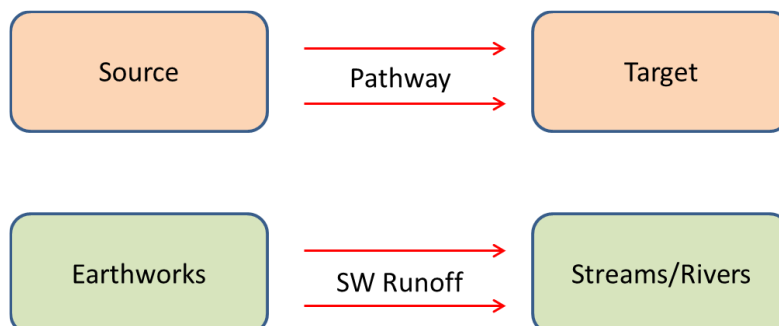 Source
Pathway
Target
Earthworks
SW Runoff
Streams/Rivers